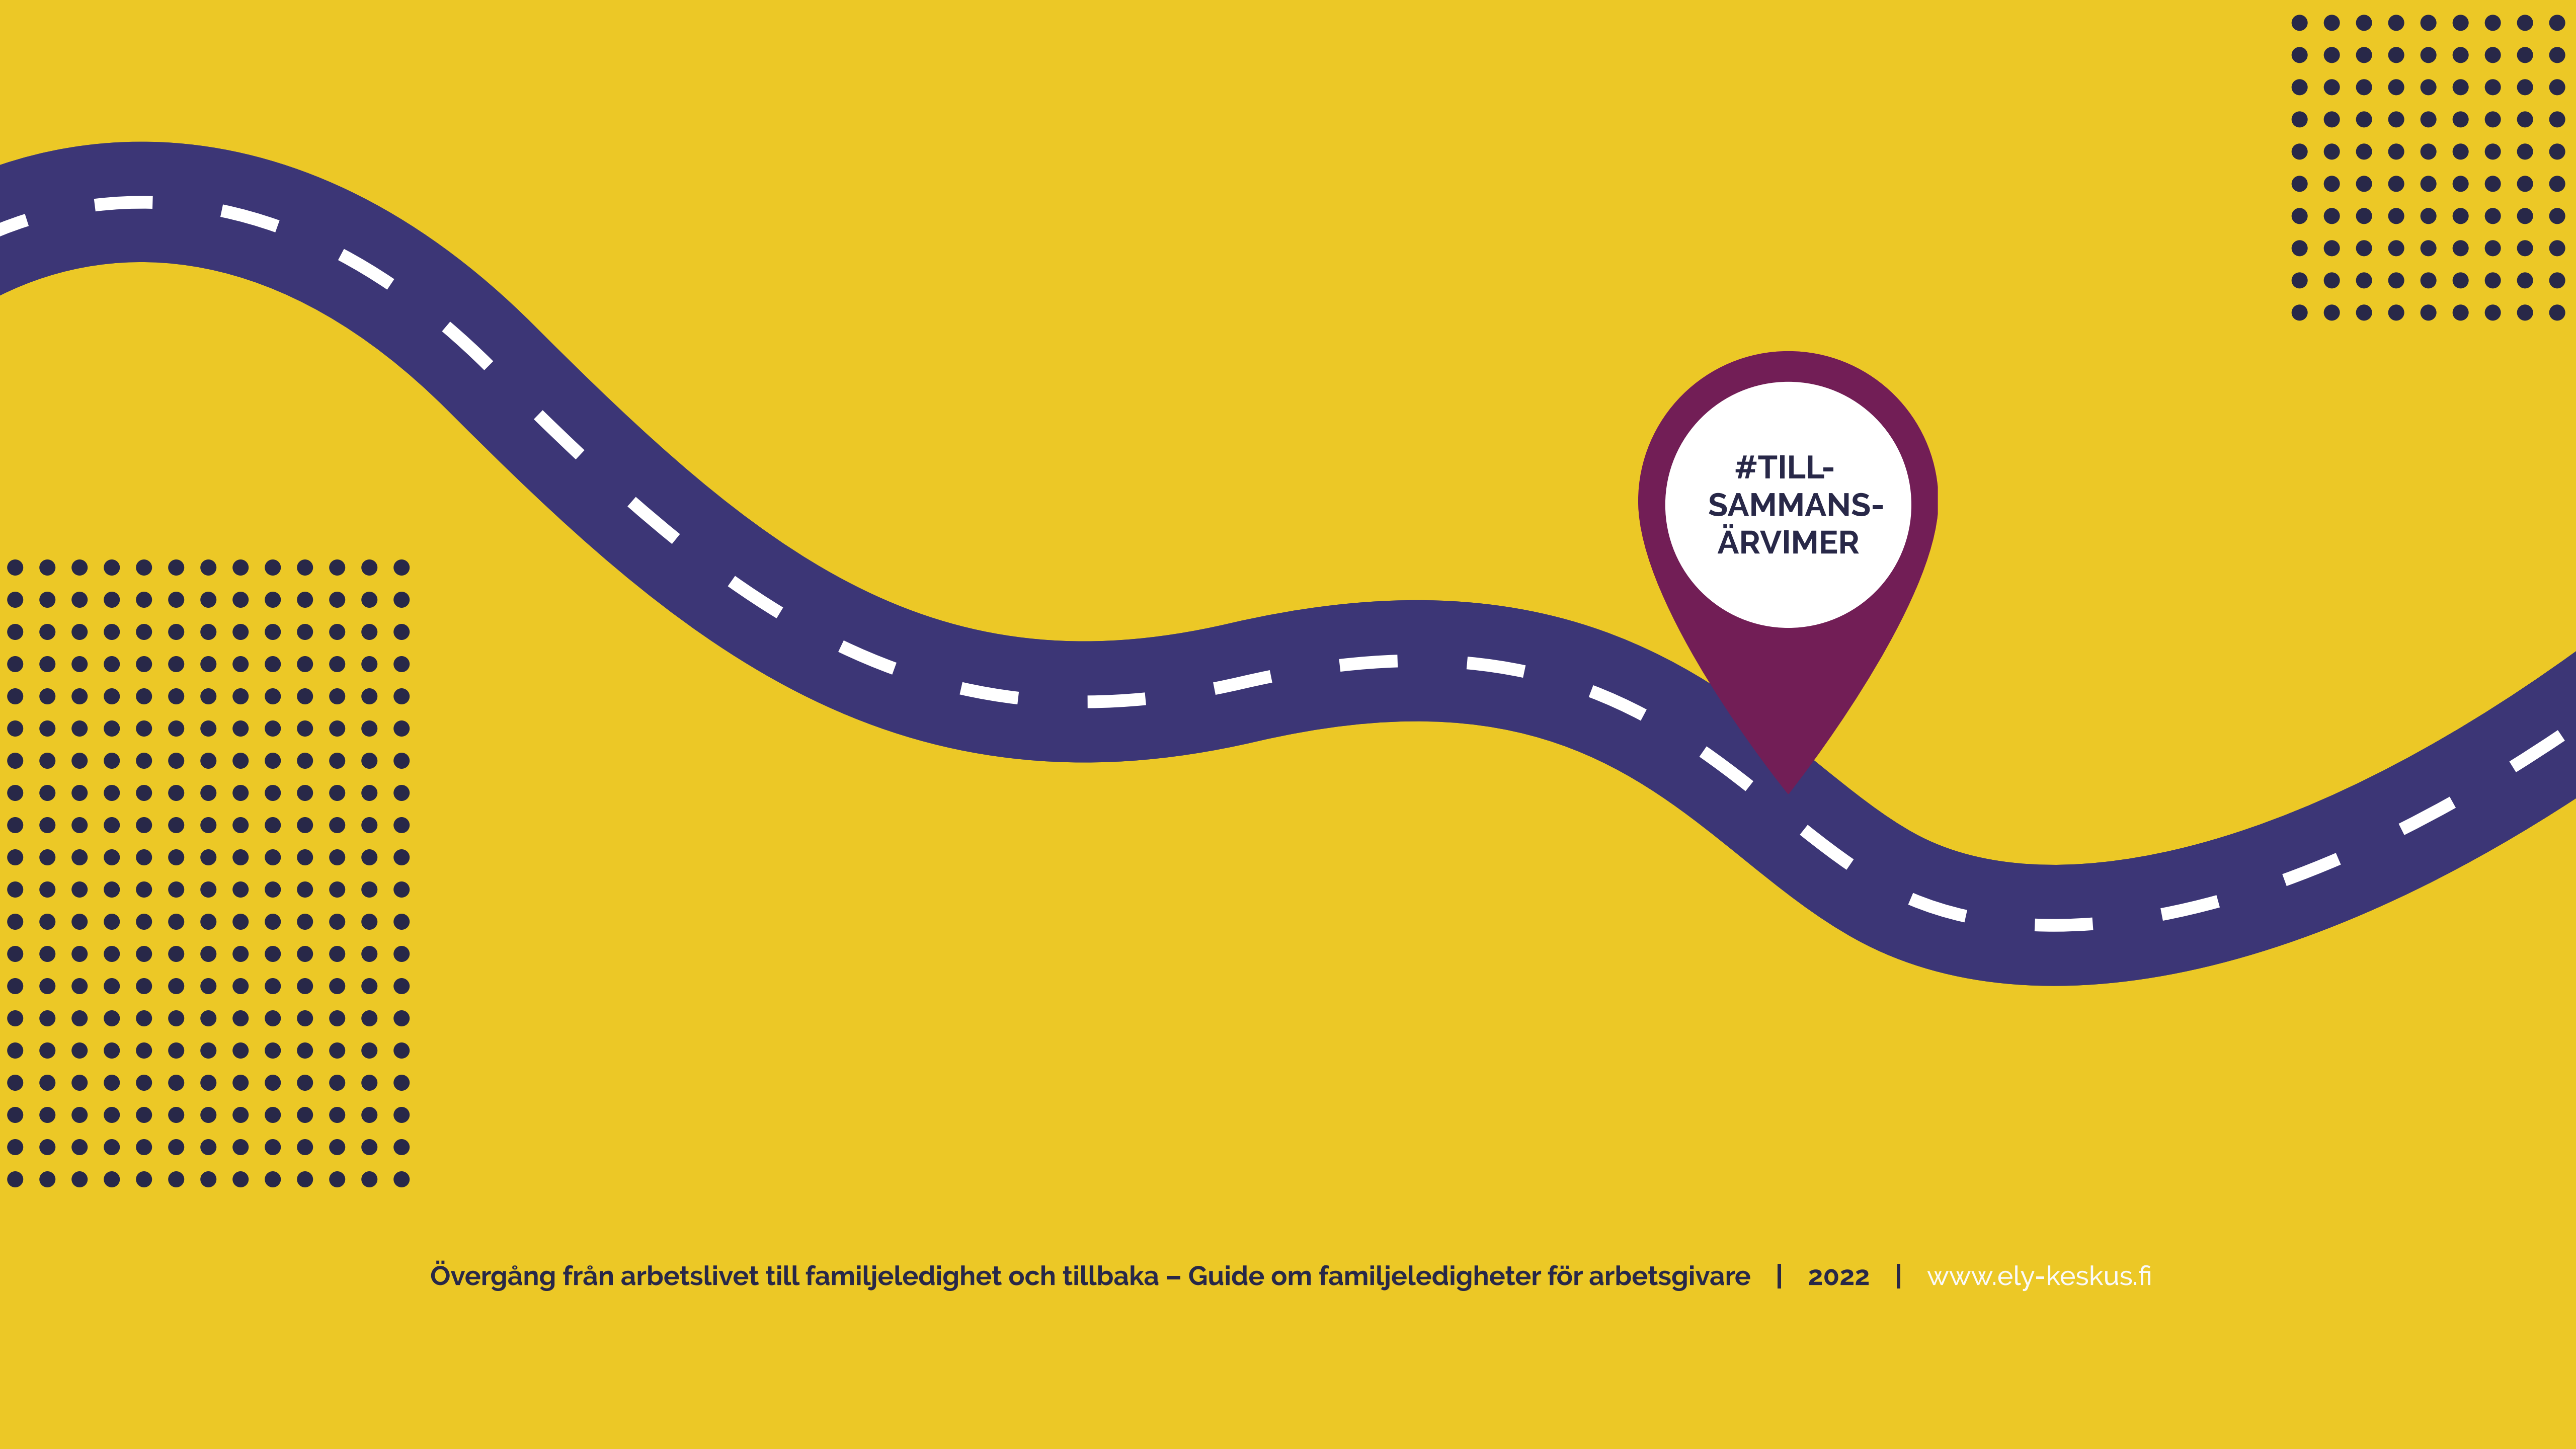 #TILL-
SAMMANS-
ÄRVIMER
Övergång från arbetslivet till familjeledighet och tillbaka – Guide om familjeledigheter för arbetsgivare | 2022 | www.ely-keskus.fi